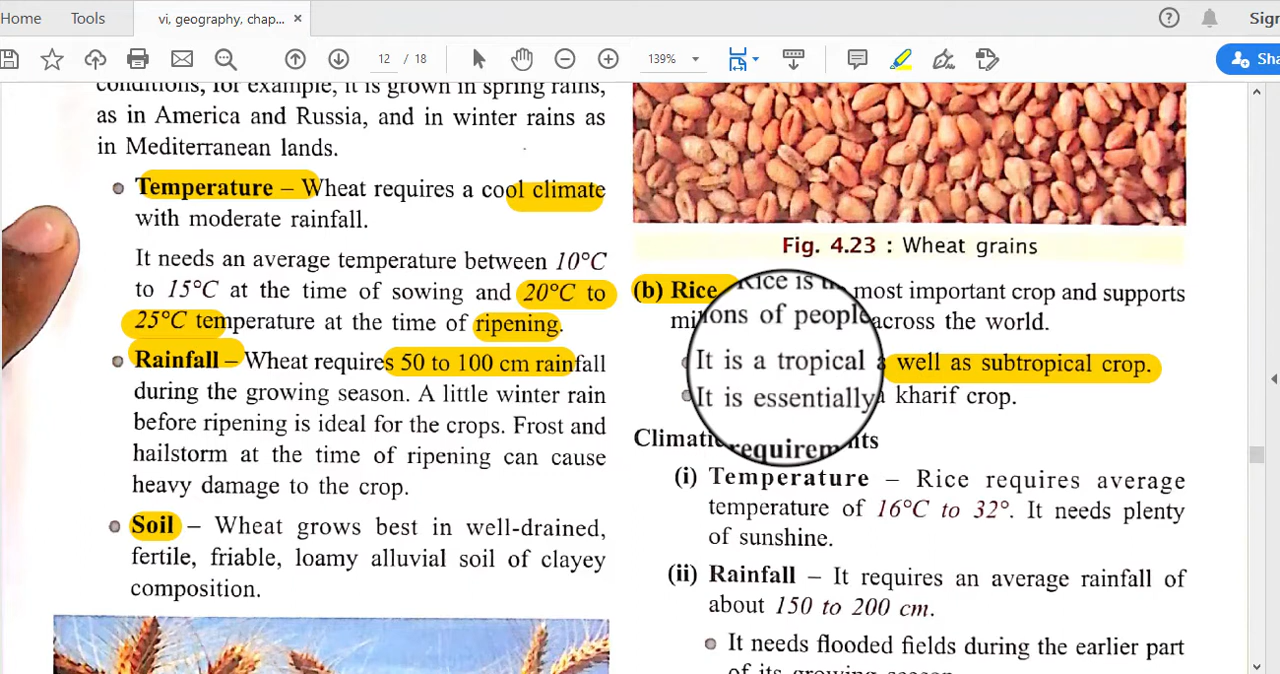 Home Tools vi, geography, chap... × Sign
12 / 18 139% Sha
conditions, for example, it is grown in spring rains,
as in America and Russia, and in winter rains as
in Mediterranean lands.
Temperature – Wheat requires a cool climate
with moderate rainfall.
It needs an average temperature between 10°C
to 15°C at the time of sowing and 20°C to
25°C temperature at the time of ripening.
Rainfall – Wheat requires 50 to 100 cm rainfall
during the growing season. A little winter rain
before ripening is ideal for the crops. Frost and
hailstorm at the time of ripening can cause
heavy damage to the crop.
Soil – Wheat grows best in well-drained,
fertile, friable, loamy alluvial soil of clayey
composition.
Fig. 4.23 : Wheat grains
(b) Rice Rice is the most important crop and supports
millions of people across the world.
It is a tropical as well as subtropical crop.
It is essentially a kharif crop.
Climatic requirements
(i) Temperature – Rice requires average
temperature of 16°C to 32°. It needs plenty
of sunshine.
(ii) Rainfall – It requires an average rainfall of
about 150 to 200 cm.
It needs flooded fields during the earlier part
of its growing season